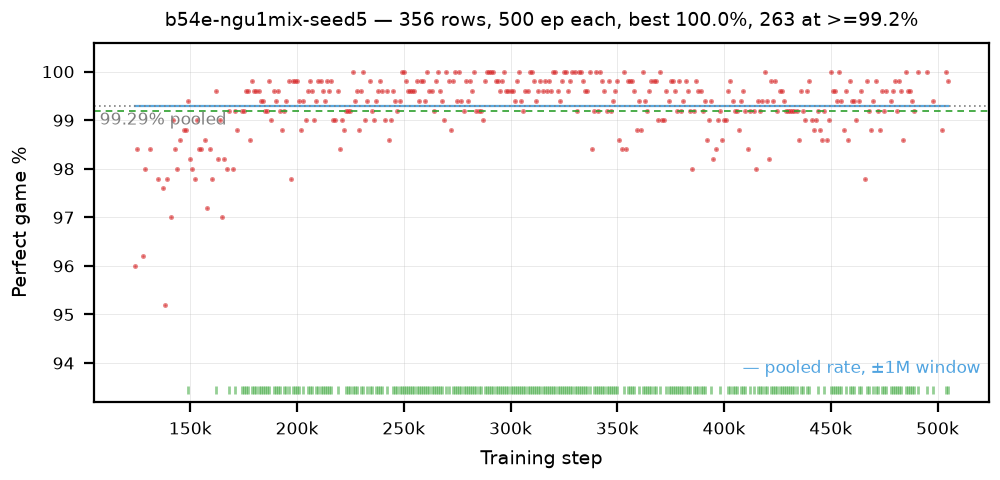 b54e-ngu1mix-seed5 — 356 rows, 500 ep each, best 100.0%, 263 at >=99.2%
100
99
98
97
96
95
94
Perfect game %
99.29% pooled
— pooled rate, ±1M window
150k 200k 250k 300k 350k 400k 450k 500k
Training step